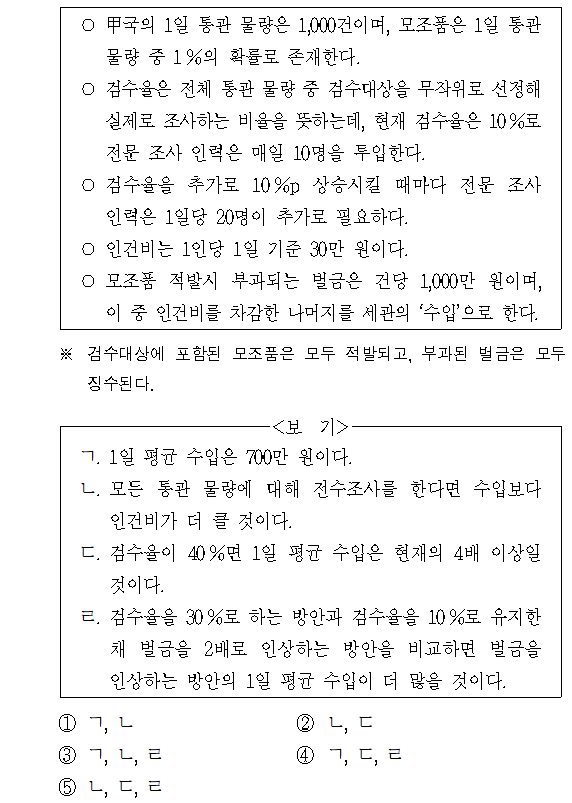 ○ 甲국의 1일 통관 물량은 1,000건이며, 모조품은 1일 통관
물량 중 1%의 확률로 존재한다.
○ 검수율은 전체 통관 물량 중 검수대상을 무작위로 선정해
실제로 조사하는 비율을 뜻하는데, 현재 검수율은 10%로
전문 조사 인력은 매일 10명을 투입한다.
○ 검수율을 추가로 10%p 상승시킬 때마다 전문 조사
인력은 1일당 20명이 추가로 필요하다.
○ 인건비는 1인당 1일 기준 30만 원이다.
○ 모조품 적발시 부과되는 벌금은 건당 1,000만 원이며,
이 중 인건비를 차감한 나머지를 세관의 ‘수입’으로 한다.
※ 검수대상에 포함된 모조품은 모두 적발되고, 부과된 벌금은 모두
징수된다.
<보 기>
ㄱ. 1일 평균 수입은 700만 원이다.
ㄴ. 모든 통관 물량에 대해 전수조사를 한다면 수입보다
인건비가 더 클 것이다.
ㄷ. 검수율이 40%면 1일 평균 수입은 현재의 4배 이상일
것이다.
ㄹ. 검수율을 30%로 하는 방안과 검수율을 10%로 유지한
채 벌금을 2배로 인상하는 방안을 비교하면 벌금을
인상하는 방안의 1일 평균 수입이 더 많을 것이다.
① ㄱ, ㄴ ② ㄴ, ㄷ
③ ㄱ, ㄴ, ㄹ ④ ㄱ, ㄷ, ㄹ
⑤ ㄴ, ㄷ, ㄹ